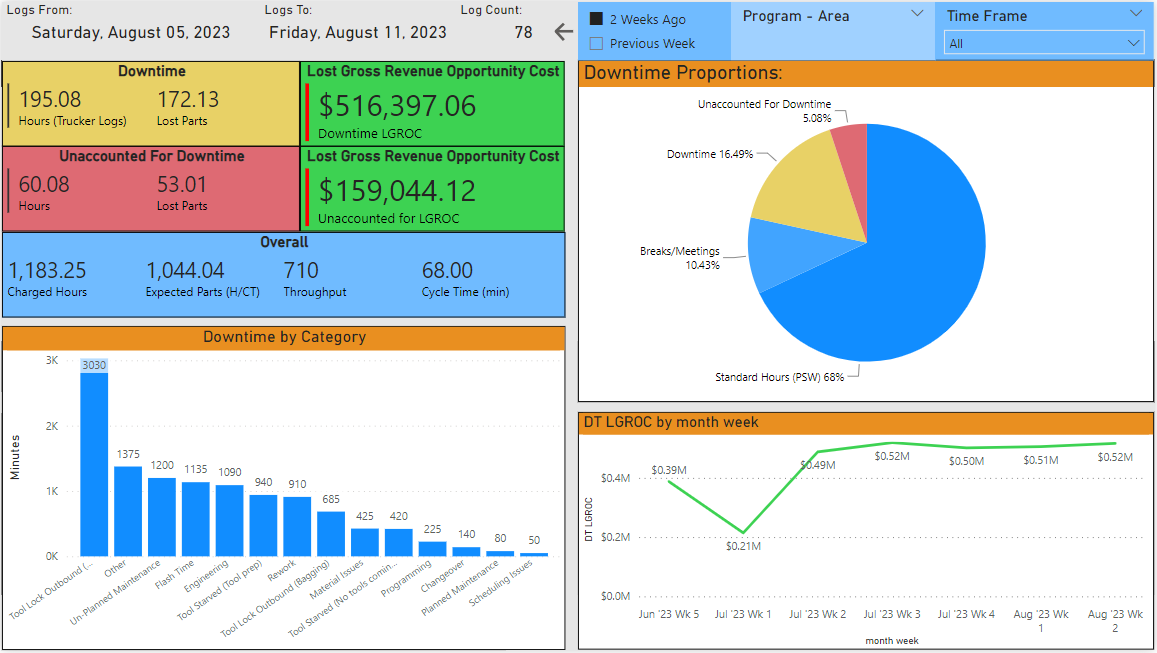 Logs From:
Logs To:
Log Count:
Saturday, August 05, 2023
Friday, August 11, 2023
78
2 Weeks Ago
Previous Week
Program - Area
Time Frame
All
Downtime
195.08
Hours (Trucker Logs)
172.13
Lost Parts
Lost Gross Revenue Opportunity Cost
$516,397.06
Downtime LGROC
Unaccounted For Downtime
60.08
Hours
53.01
Lost Parts
Lost Gross Revenue Opportunity Cost
$159,044.12
Unaccounted for LGROC
Overall
1,183.25
Charged Hours
1,044.04
Expected Parts (H/CT)
710
Throughput
68.00
Cycle Time (min)
Downtime by Category
Minutes
3K
2K
1K
0K
3030
1375
1200
1135
1090
940
910
685
425
420
225
140
80
50
Tool Lock Outbound (...
Other
Un-Planned Maintenance
Flash Time
Engineering
Tool Starved (Tool prep)
Rework
Tool Lock Outbound (Bagging)
Material Issues
Tool Starved (No tools comin...
Programming
Changeover
Planned Maintenance
Scheduling Issues
Downtime Proportions:
Unaccounted For Downtime
5.08%
Downtime 16.49%
Breaks/Meetings
10.43%
Standard Hours (PSW) 68%
DT LGROC by month week
DT LGROC
$0.4M
$0.2M
$0.0M
$0.39M
$0.21M
$0.49M
$0.52M
$0.50M
$0.51M
$0.52M
Jun '23 Wk 5
Jul '23 Wk 1
Jul '23 Wk 2
Jul '23 Wk 3
Jul '23 Wk 4
Aug '23 Wk
1
Aug '23 Wk
2
month week